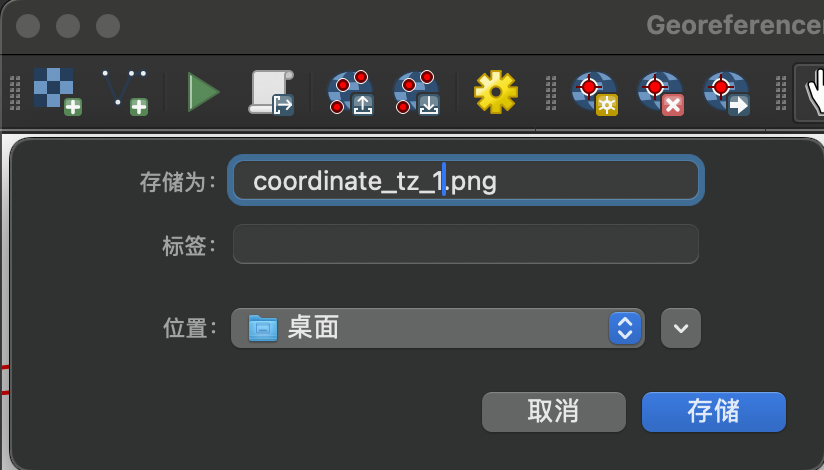 Georeferencer
存储为：
coordinate_tz_1.png
标签：
位置：
桌面
取消
存储